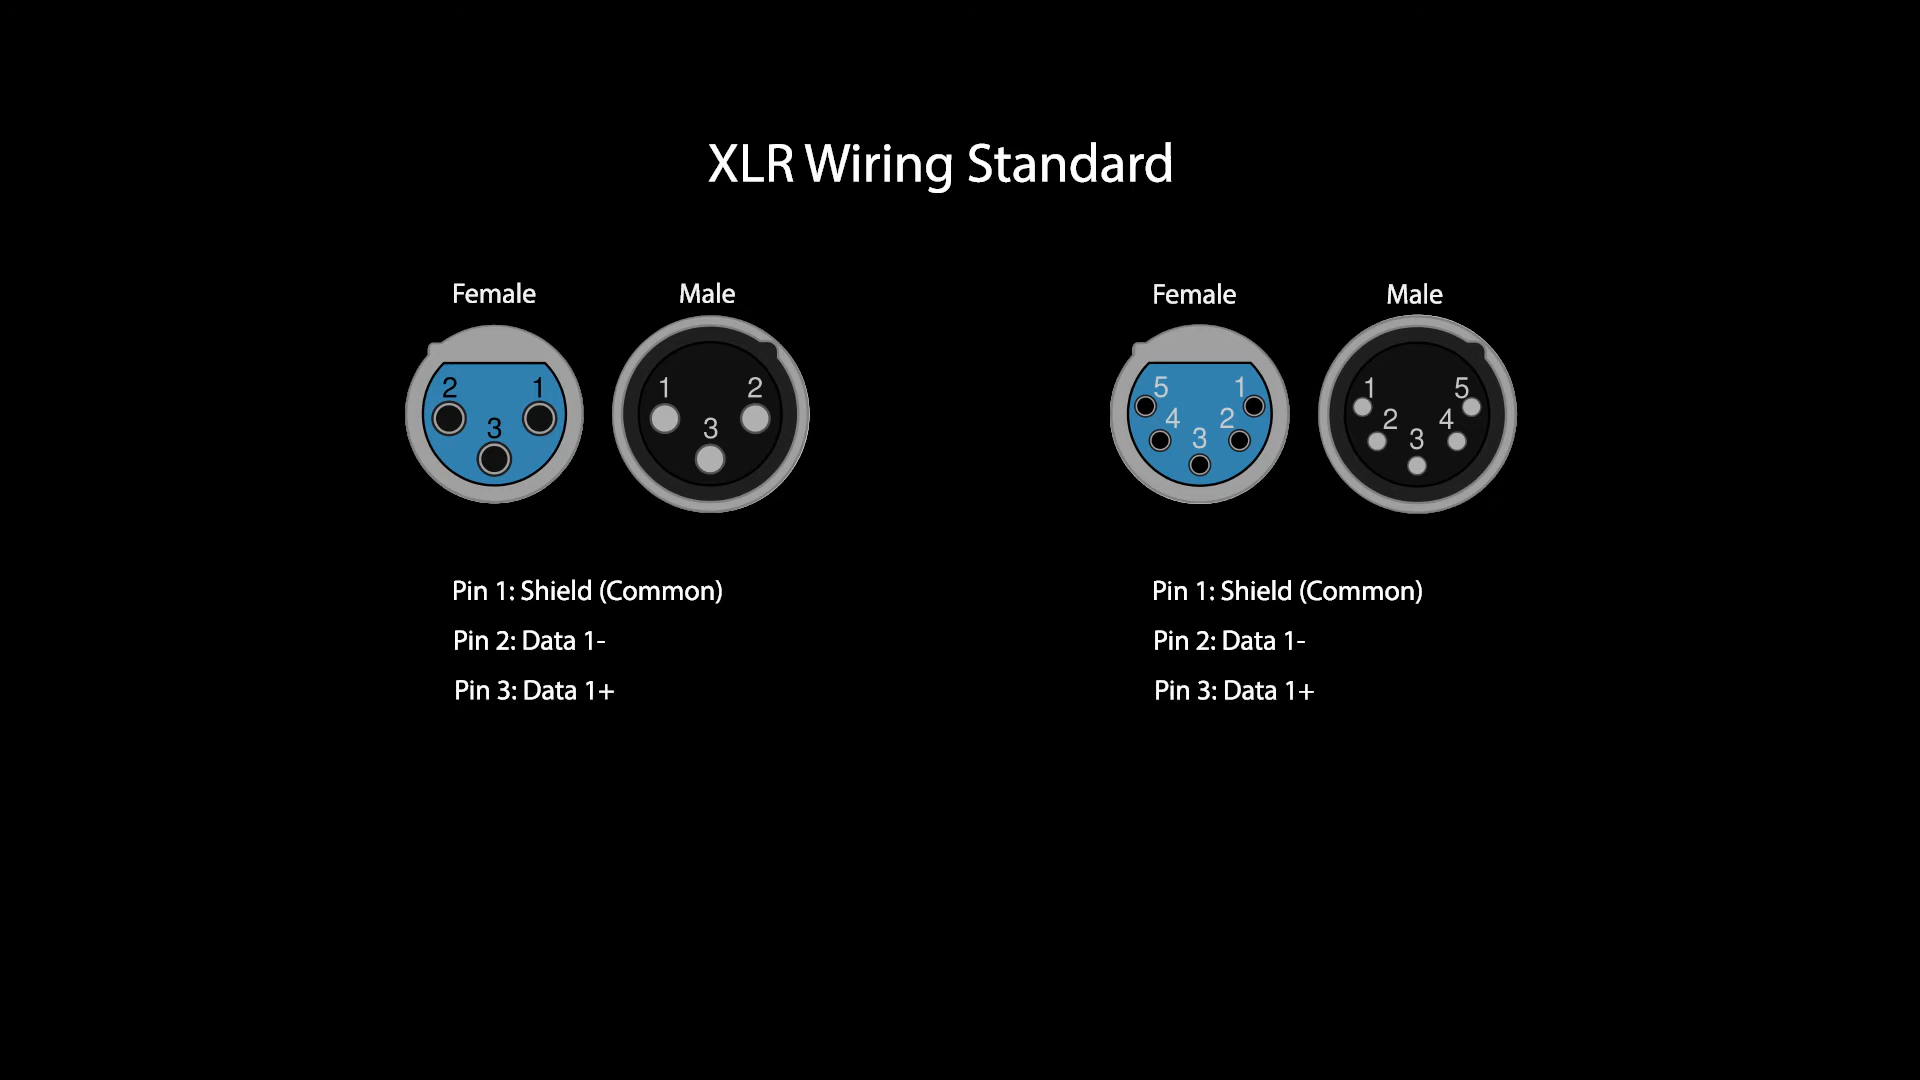 XLR Wiring Standard
Female Male Female Male
2 1 1 2 5 1 1 5
3 3 4 2 2 4
3 3
Pin 1: Shield (Common) Pin 1: Shield (Common)
Pin 2: Data 1- Pin 2: Data 1-
Pin 3: Data 1+ Pin 3: Data 1+